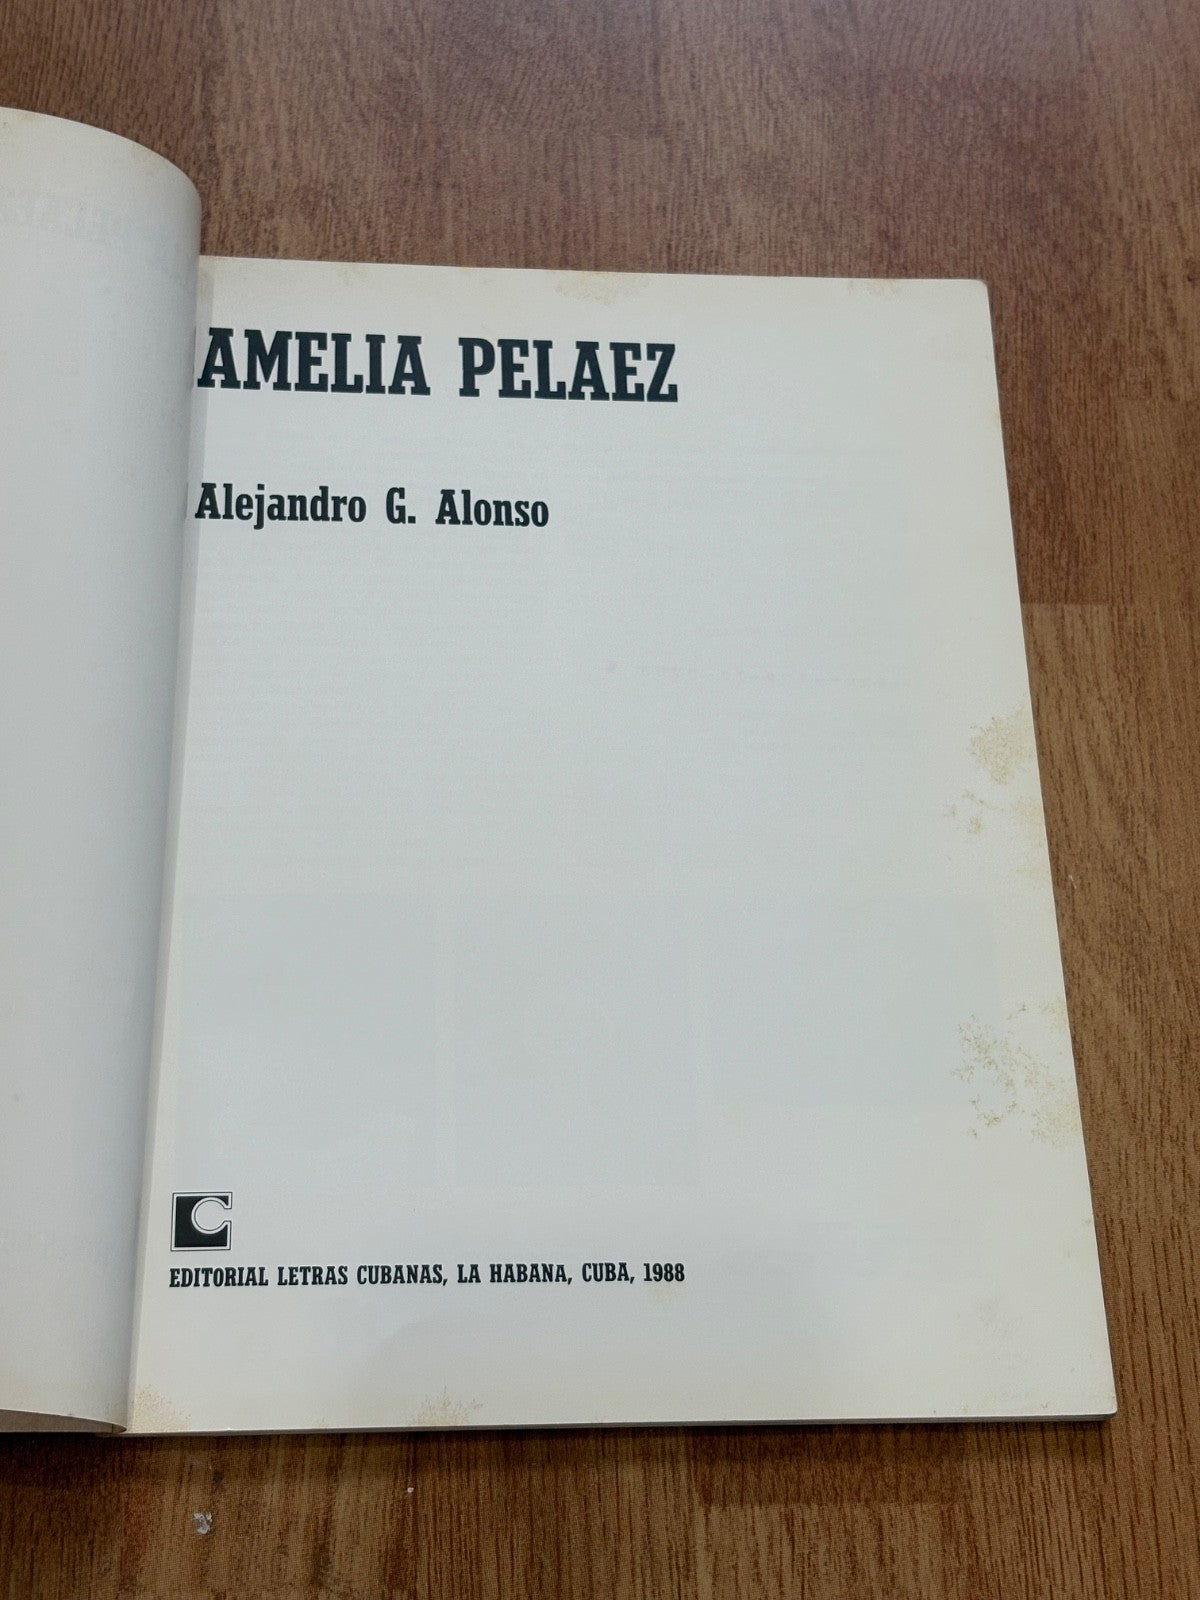 AMELIA PELAEZ
Alejandro G. Alonso
C
EDITORIAL LETRAS CUBANAS, LA HABANA, CUBA, 1988